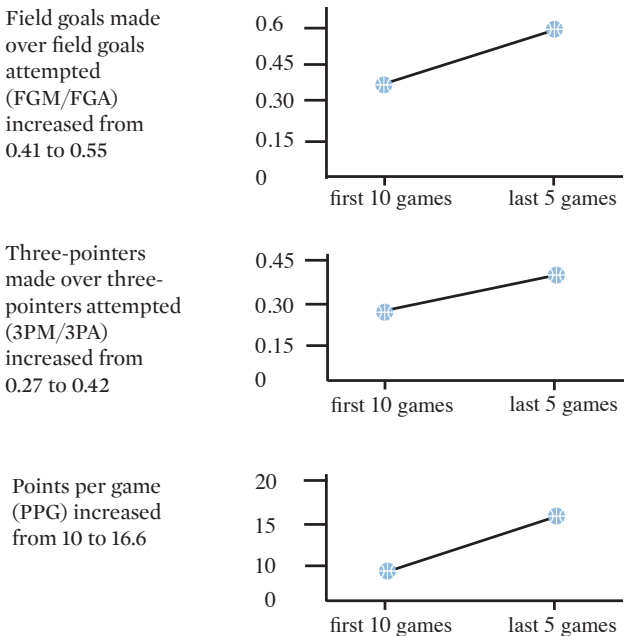 Field goals made
over field goals
attempted
(FGM/FGA)
increased from
0.41 to 0.55
0.6
0.45
0.30
0.15
0
first 10 games last 5 games
Three-pointers
made over three-
pointers attempted
(3PM/3PA)
increased from
0.27 to 0.42
0.45
0.30
0.15
0
first 10 games last 5 games
Points per game
(PPG) increased
from 10 to 16.6
20
15
10
0
first 10 games last 5 games